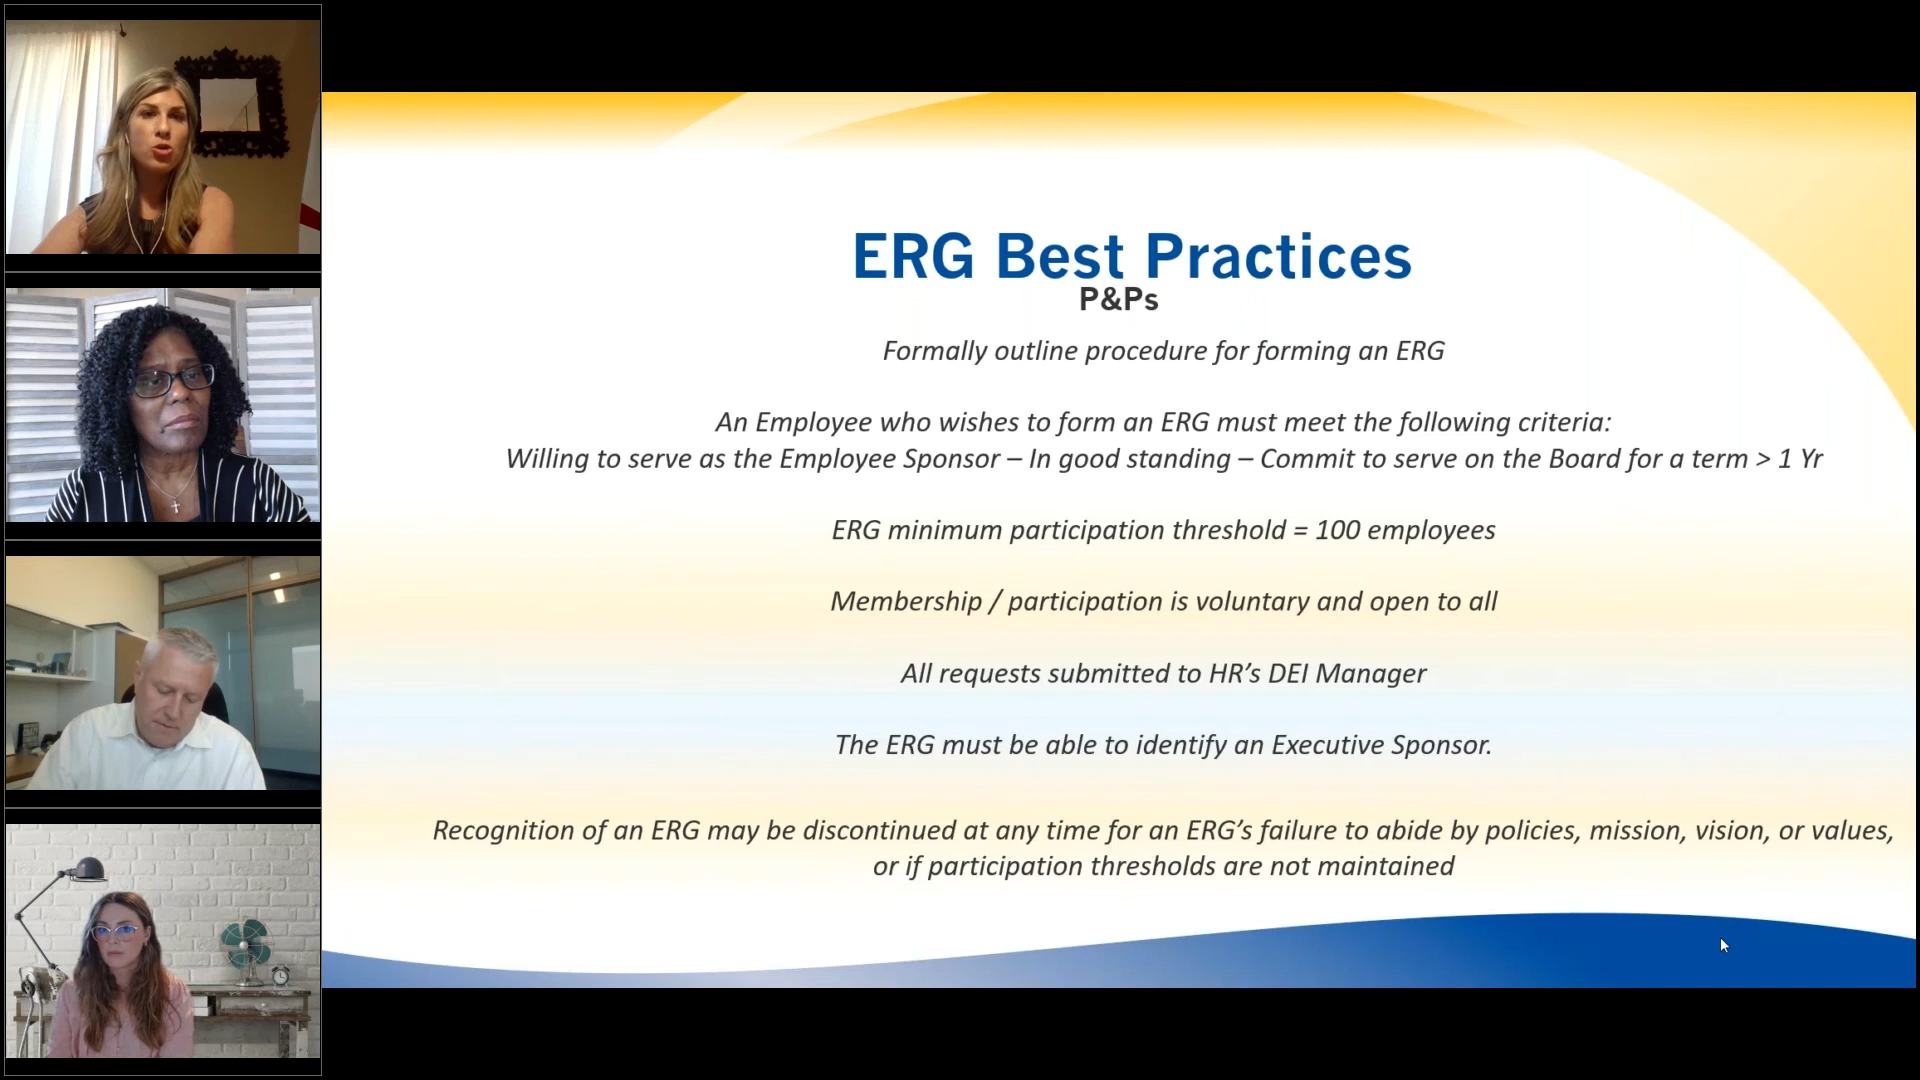 ERG Best Practices
P&Ps
Formally outline procedure for forming an ERG
An Employee who wishes to form an ERG must meet the following criteria:
Willing to serve as the Employee Sponsor – In good standing – Commit to serve on the Board for a term > 1 Yr
ERG minimum participation threshold = 100 employees
Membership / participation is voluntary and open to all
All requests submitted to HR’s DEI Manager
The ERG must be able to identify an Executive Sponsor.
Recognition of an ERG may be discontinued at any time for an ERG’s failure to abide by policies, mission, vision, or values,
or if participation thresholds are not maintained